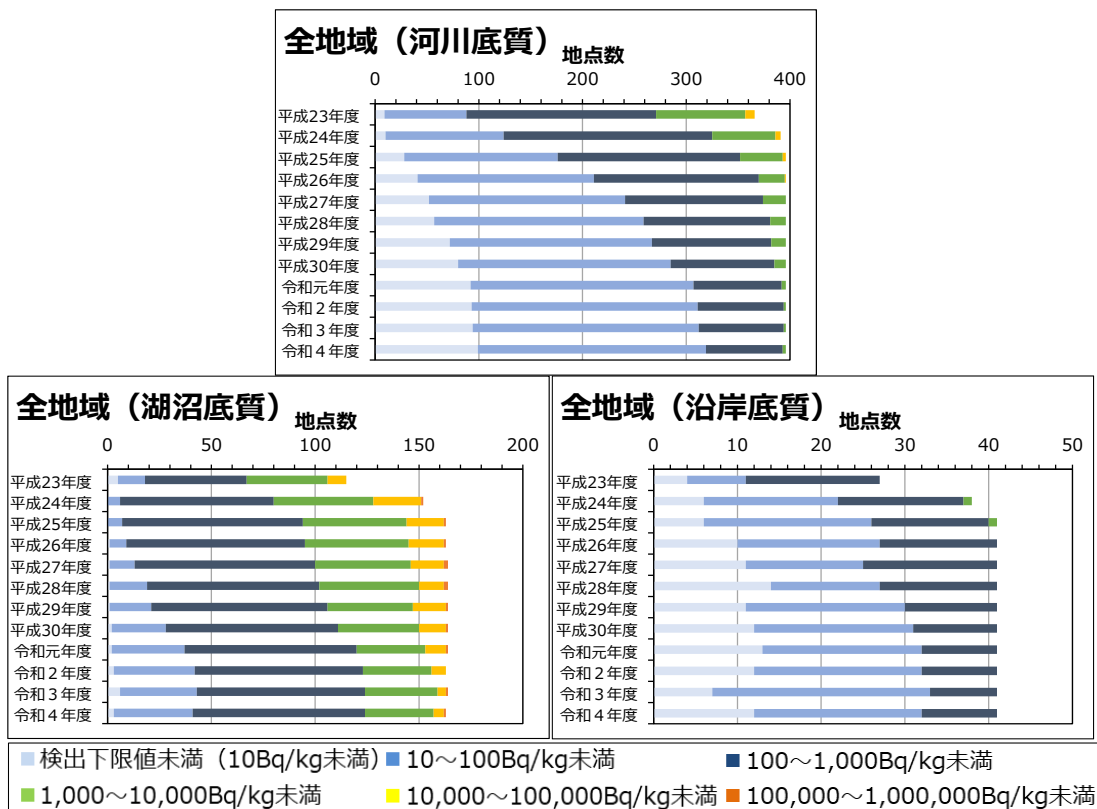 全地域（河川底質）地点数
0 100 200 300 400
平成23年度
平成24年度
平成25年度
平成26年度
平成27年度
平成28年度
平成29年度
平成30年度
令和元年度
令和２年度
令和３年度
令和４年度
全地域（湖沼底質）地点数
0 50 100 150 200
平成23年度
平成24年度
平成25年度
平成26年度
平成27年度
平成28年度
平成29年度
平成30年度
令和元年度
令和２年度
令和３年度
令和４年度
全地域（沿岸底質）地点数
0 10 20 30 40 50
平成23年度
平成24年度
平成25年度
平成26年度
平成27年度
平成28年度
平成29年度
平成30年度
令和元年度
令和２年度
令和３年度
令和４年度
検出下限値未満（10Bq/kg未満） 10～100Bq/kg未満 100～1,000Bq/kg未満
1,000～10,000Bq/kg未満 10,000～100,000Bq/kg未満 100,000～1,000,000Bq/kg未満